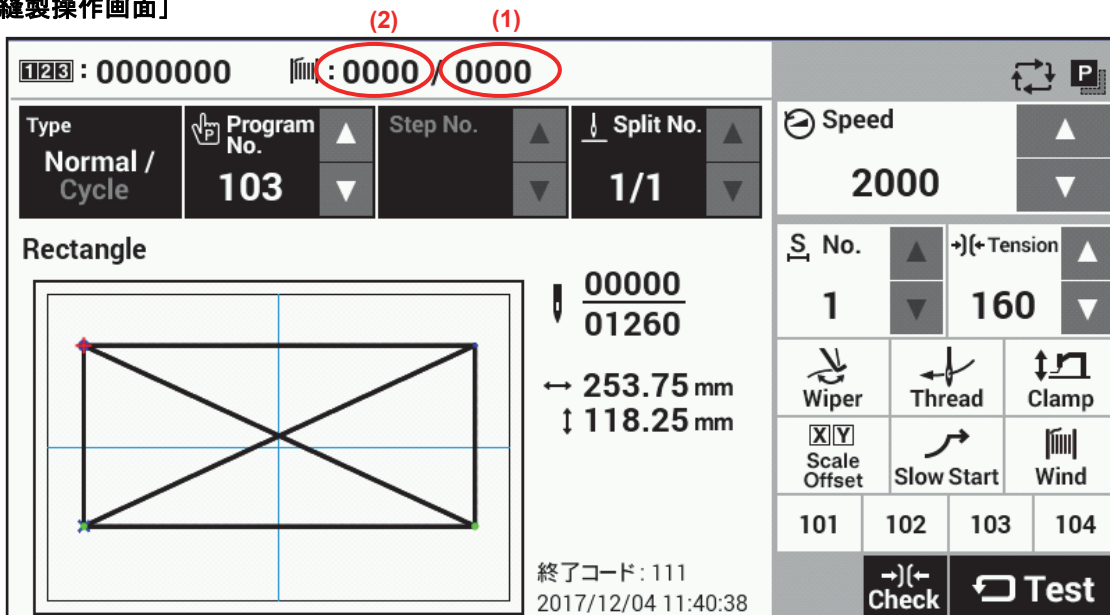 縫製操作画面」
(2) (1)
123 : 0000000 : 0000 / 0000 P
Type
Normal /
Cycle
P Program
No.
103
Step No.
Split No.
1/1
Speed
2000
Rectangle
00000
01260
253.75 mm
118.25 mm
S No.
1
Tension
160
Wiper Thread Clamp
XY
Scale
Offset
Slow Start
Wind
101 102 103 104
終了コード: 111
2017/12/04 11:40:38
Check
Test